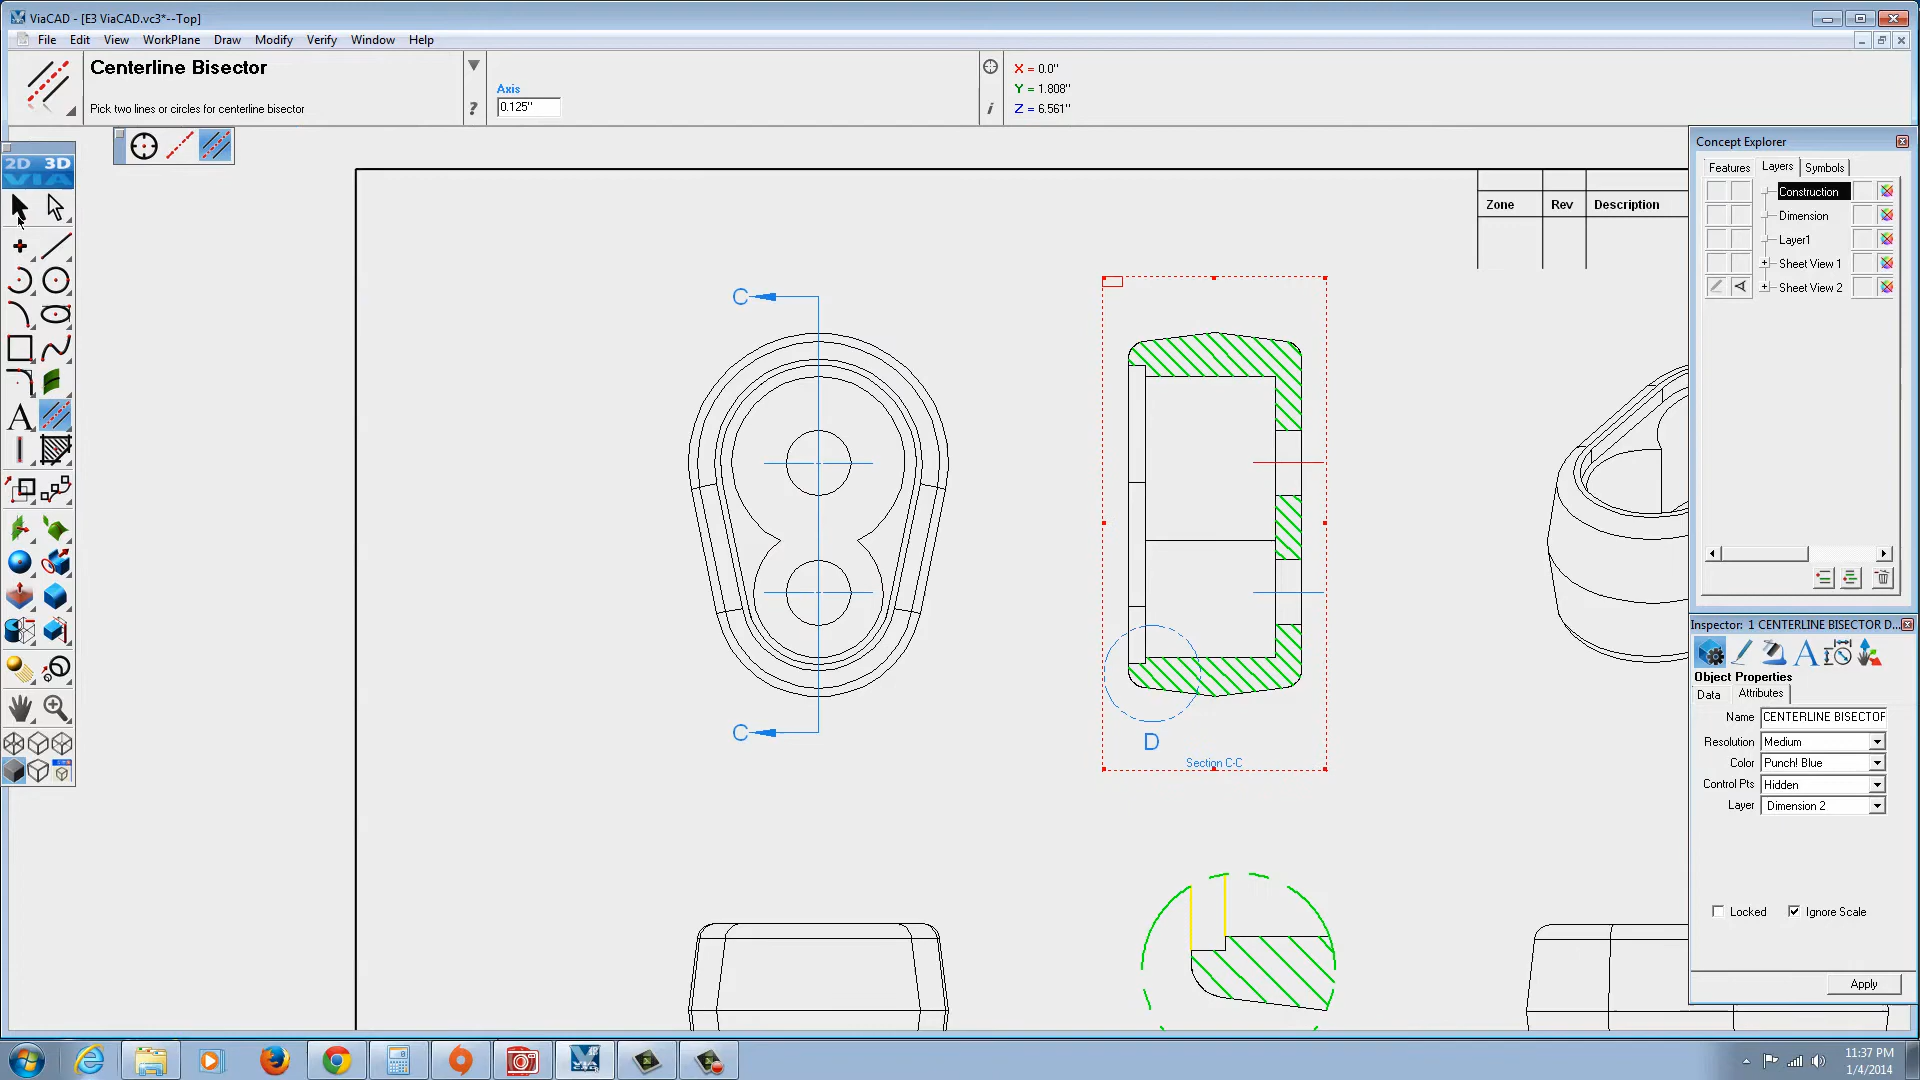 ViaCAD - [E3 ViaCAD.vc3*--Top]
File Edit View WorkPlane Draw Modify Verify Window Help
Centerline Bisector
Pick two lines or circles for centerline bisector
Axis
0.125"
X = 0.0"
Y = 1.808"
Z = 6.561"
2D 3D
VIA
A
Zone Rev Description
C
C
D
Section C-C
Concept Explorer
Features Layers Symbols
Construction
Dimension
Layer1
Sheet View 1
Sheet View 2
Inspector: 1 CENTERLINE BISECTOR D...
Object Properties
Data Attributes
Name CENTERLINE BISECTOR
Resolution Medium
Color Punch! Blue
Control Pts Hidden
Layer Dimension 2
Locked Ignore Scale
Apply
11:37 PM
1/4/2014